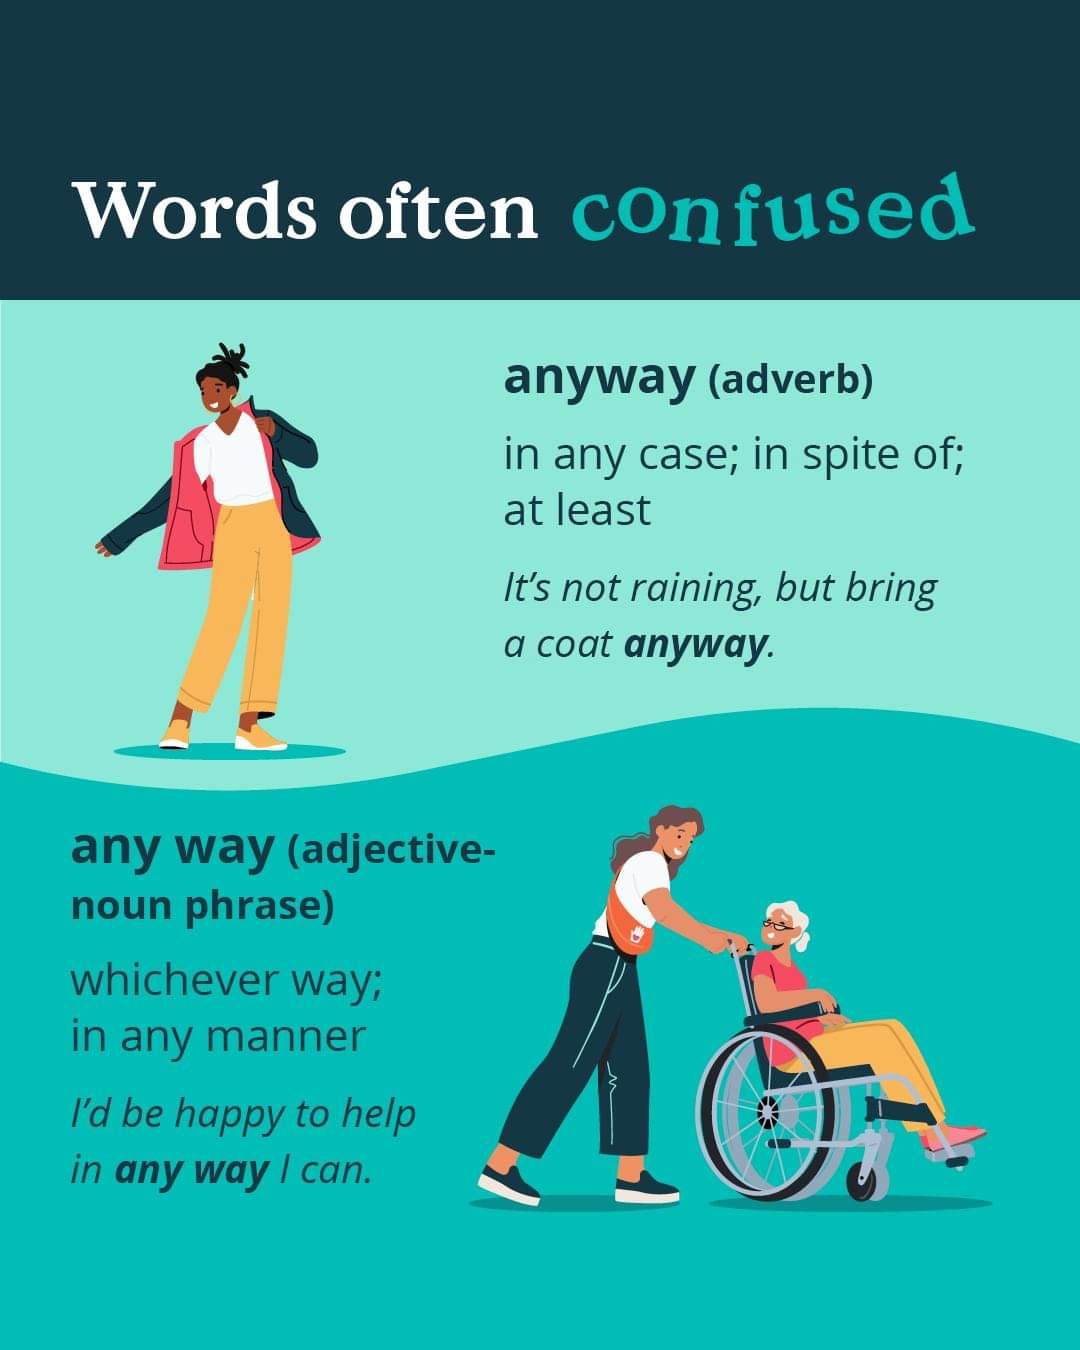 Words often confused
anyway (adverb)
in any case; in spite of;
at least
It's not raining, but bring
a coat anyway.
any way (adjective-
noun phrase)
whichever way;
in any manner
I'd be happy to help
in any way I can.